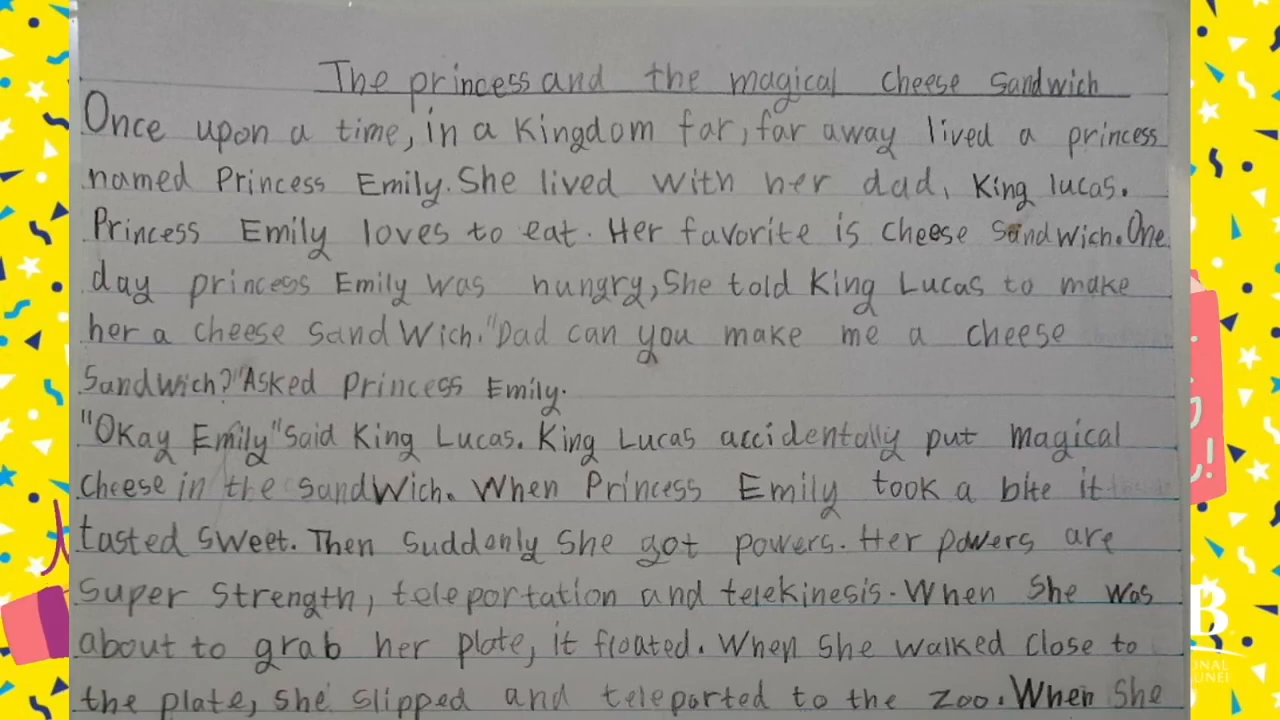 The princess and the magical cheese Sandwich
Once upon a time, in a Kingdom far, far away lived a princess
named Princess Emily. She lived with her dad, King lucas.
Princess Emily loves to eat. Her favorite is cheese Sandwich. One
day princess Emily was hungry, She told King Lucas to make
her a cheese SandWich. "Dad can you make me a cheese
Sandwich?" Asked Princess Emily.
"Okay Emily" Said King Lucas. King Lucas accidentally put magical
cheese in the SandWich. When Princess Emily took a bite it
tasted sweet. Then Suddenly She got powers. Her powers are
Super Strength, teleportation and telekinesis. When She was
about to grab her plate, it floated. When She walked Close to
the plate, she slipped and teleported to the zoo. When She
B